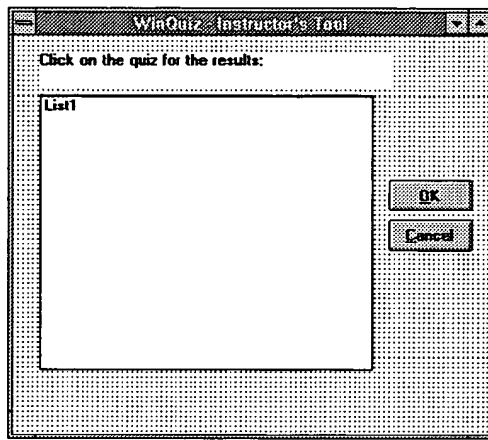 WinQuiz - Instructor's Tool
Click on the quiz for the results:
List1
OK
Cancel